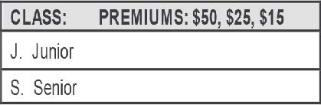 CLASS: PREMIUMS: $50, $25, $15
J. Junior
S. Senior